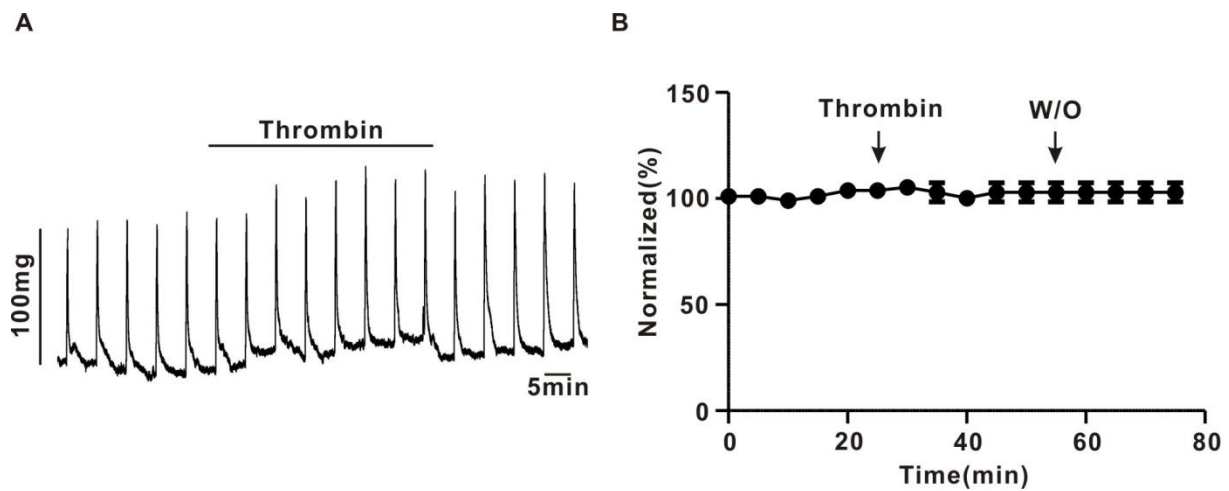 A
Thrombin
100mg
5min
B
150
100
50
0
Normalized(%)
Thrombin
W/O
0 20 40 60 80
Time(min)